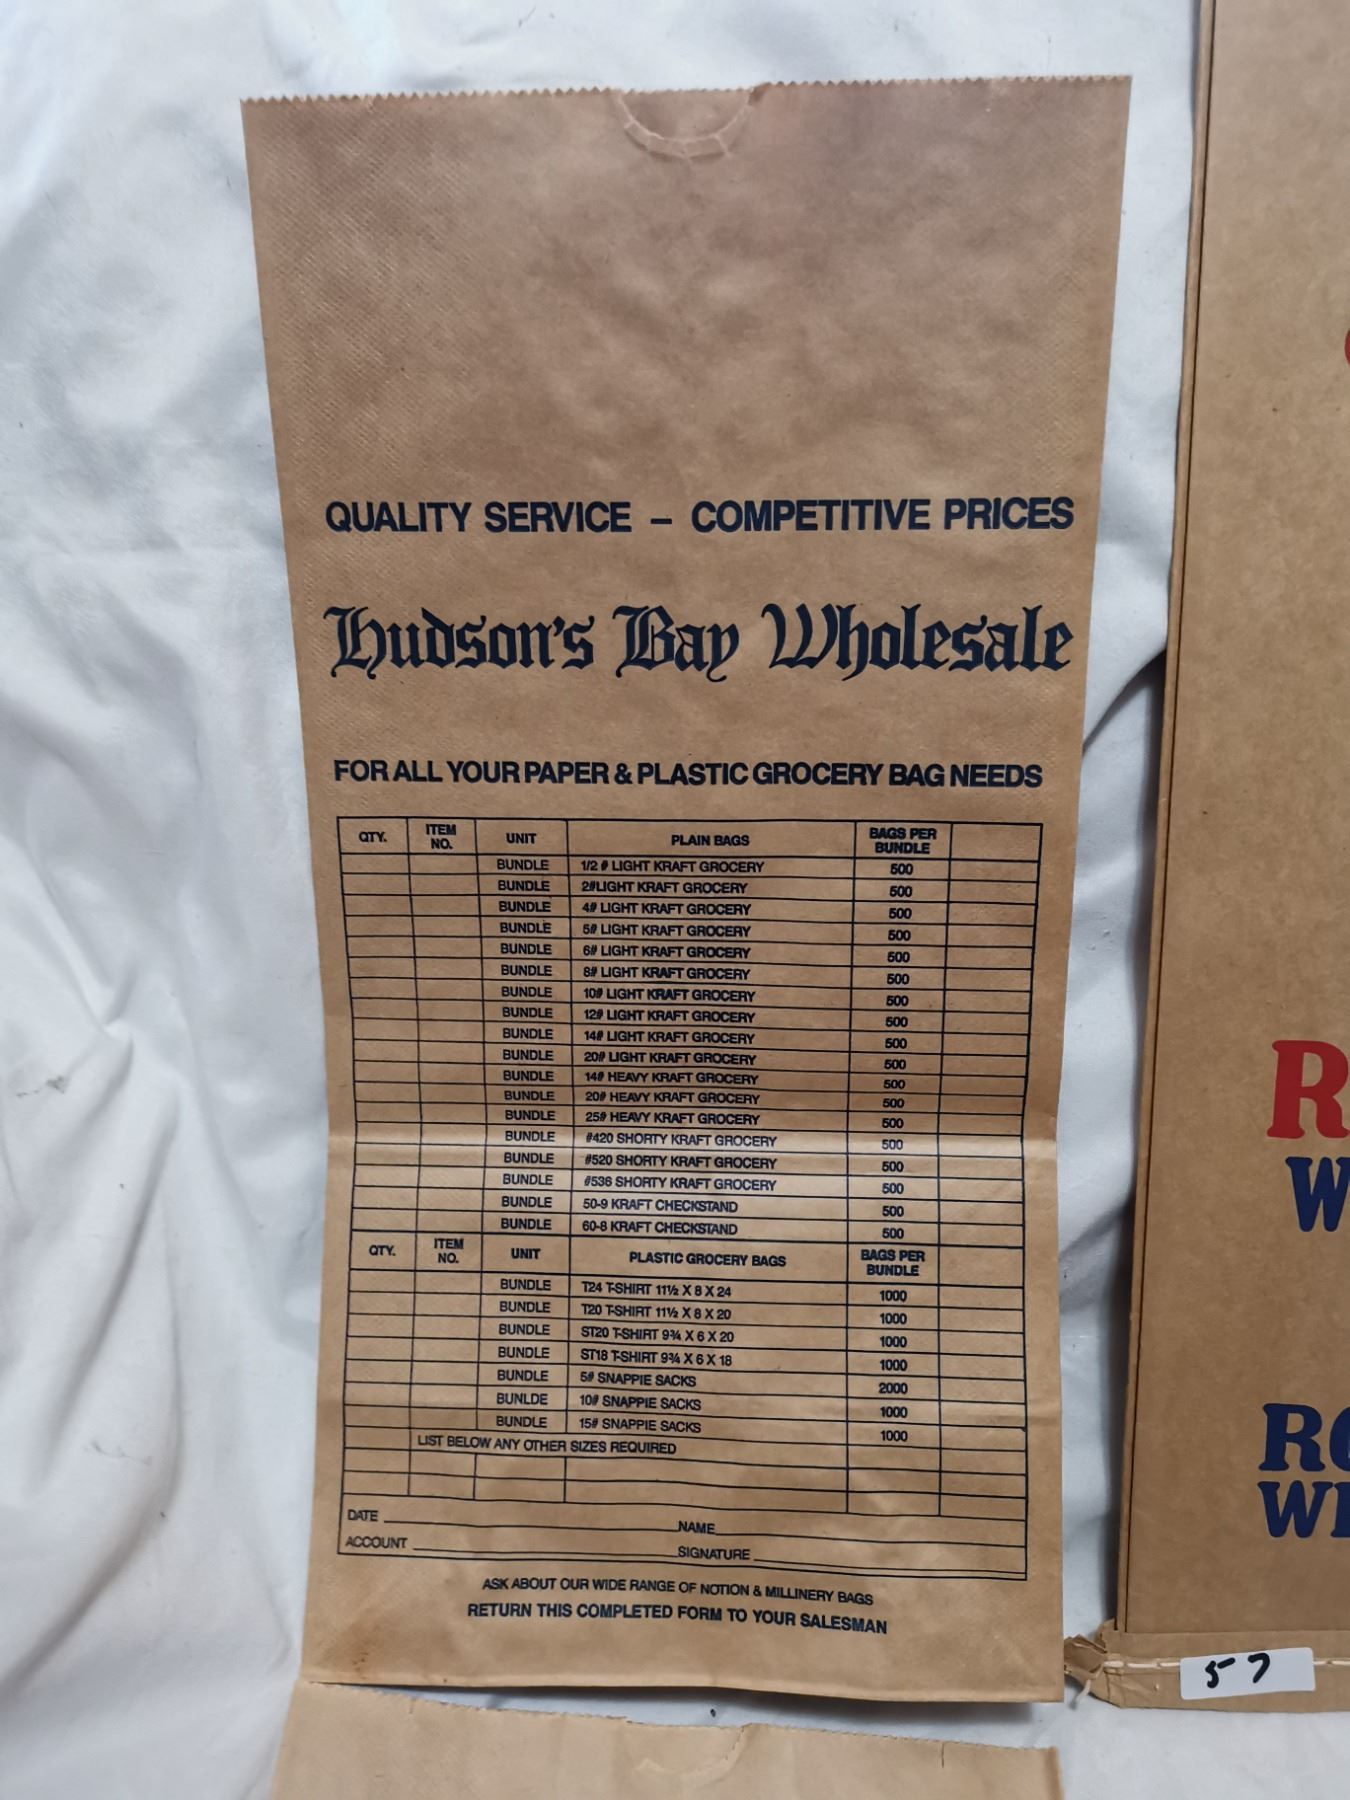 QUALITY SERVICE – COMPETITIVE PRICES
Hudson's Bay Wholesale
FOR ALL YOUR PAPER & PLASTIC GROCERY BAG NEEDS
QTY. ITEM NO. UNIT PLAIN BAGS BAGS PER BUNDLE
BUNDLE 1/2 # LIGHT KRAFT GROCERY 500
BUNDLE 2#LIGHT KRAFT GROCERY 500
BUNDLE 4# LIGHT KRAFT GROCERY 500
BUNDLE 5# LIGHT KRAFT GROCERY 500
BUNDLE 6# LIGHT KRAFT GROCERY 500
BUNDLE 8# LIGHT KRAFT GROCERY 500
BUNDLE 10# LIGHT KRAFT GROCERY 500
BUNDLE 12# LIGHT KRAFT GROCERY 500
BUNDLE 14# LIGHT KRAFT GROCERY 500
BUNDLE 20# LIGHT KRAFT GROCERY 500
BUNDLE 14# HEAVY KRAFT GROCERY 500
BUNDLE 20# HEAVY KRAFT GROCERY 500
BUNDLE 25# HEAVY KRAFT GROCERY 500
BUNDLE #420 SHORTY KRAFT GROCERY 500
BUNDLE #520 SHORTY KRAFT GROCERY 500
BUNDLE #536 SHORTY KRAFT GROCERY 500
BUNDLE 50-9 KRAFT CHECKSTAND 500
BUNDLE 60-8 KRAFT CHECKSTAND 500
QTY. ITEM NO. UNIT PLASTIC GROCERY BAGS BAGS PER BUNDLE
BUNDLE T24 T-SHIRT 11½ X 8 X 24 1000
BUNDLE T20 T-SHIRT 11½ X 8 X 20 1000
BUNDLE ST20 T-SHIRT 9¾ X 6 X 20 1000
BUNDLE ST18 T-SHIRT 9¾ X 6 X 18 1000
BUNDLE 5# SNAPPIE SACKS 2000
BUNLDE 10# SNAPPIE SACKS 1000
BUNDLE 15# SNAPPIE SACKS 1000
LIST BELOW ANY OTHER SIZES REQUIRED
DATE NAME
ACCOUNT SIGNATURE
ASK ABOUT OUR WIDE RANGE OF NOTION & MILLINERY BAGS
RETURN THIS COMPLETED FORM TO YOUR SALESMAN
R
W
RO
WE
57